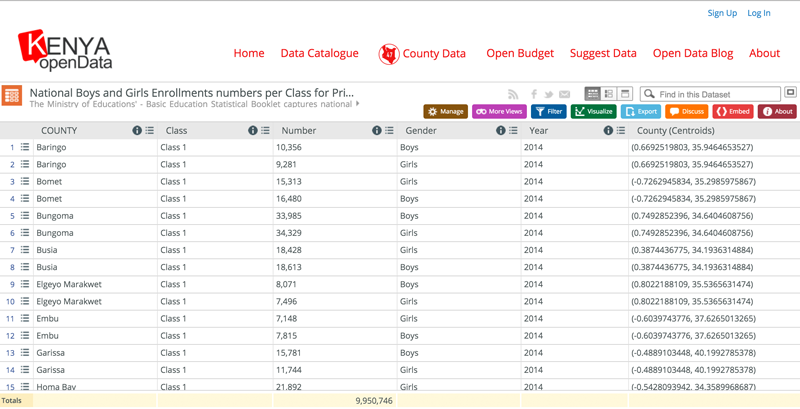 Sign Up Log In
KENYA
openData
Home Data Catalogue 47 County Data Open Budget Suggest Data Open Data Blog About
National Boys and Girls Enrollments numbers per Class for Pri...
The Ministry of Educations' - Basic Education Statistical Booklet captures national
Find in this Dataset
Manage More Views Filter Visualize Export Discuss Embed About
COUNTY Class Number Gender Year County (Centroids)
1 Baringo Class 1 10,356 Boys 2014 (0.6692519803, 35.9464653527)
2 Baringo Class 1 9,281 Girls 2014 (0.6692519803, 35.9464653527)
3 Bomet Class 1 15,313 Girls 2014 (-0.7262945834, 35.2985975867)
4 Bomet Class 1 16,480 Boys 2014 (-0.7262945834, 35.2985975867)
5 Bungoma Class 1 33,985 Boys 2014 (0.7492852396, 34.6404608756)
6 Bungoma Class 1 34,329 Girls 2014 (0.7492852396, 34.6404608756)
7 Busia Class 1 18,428 Girls 2014 (0.3874436775, 34.1936314884)
8 Busia Class 1 18,613 Boys 2014 (0.3874436775, 34.1936314884)
9 Elgeyo Marakwet Class 1 8,071 Boys 2014 (0.8022188109, 35.5365651374)
10 Elgeyo Marakwet Class 1 7,496 Girls 2014 (0.8022188109, 35.5365651374)
11 Embu Class 1 7,148 Girls 2014 (-0.6039743776, 37.6265013265)
12 Embu Class 1 7,815 Boys 2014 (-0.6039743776, 37.6265013265)
13 Garissa Class 1 15,781 Boys 2014 (-0.4889103448, 40.1992785378)
14 Garissa Class 1 11,744 Girls 2014 (-0.4889103448, 40.1992785378)
15 Homa Bay Class 1 21,892 Girls 2014 (-0.5428093942, 34.3589968687)
Totals 9,950,746